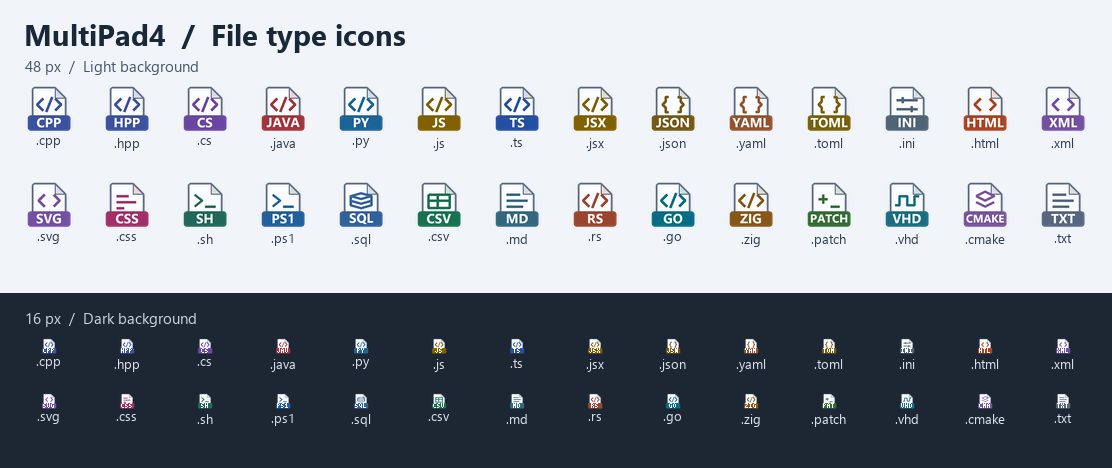 MultiPad4 / File type icons
48 px / Light background
CPP HPP CS JAVA PY JS TS JSX JSON YAML TOML INI HTML XML
.cpp .hpp .cs .java .py .js .ts .jsx .json .yaml .toml .ini .html .xml
SVG CSS SH PS1 SQL CSV MD RS GO ZIG PATCH VHD CMAKE TXT
.svg .css .sh .ps1 .sql .csv .md .rs .go .zig .patch .vhd .cmake .txt
16 px / Dark background
.cpp .hpp .cs .java .py .js .ts .jsx .json .yaml .toml .ini .html .xml
.svg .css .sh .ps1 .sql .csv .md .rs .go .zig .patch .vhd .cmake .txt